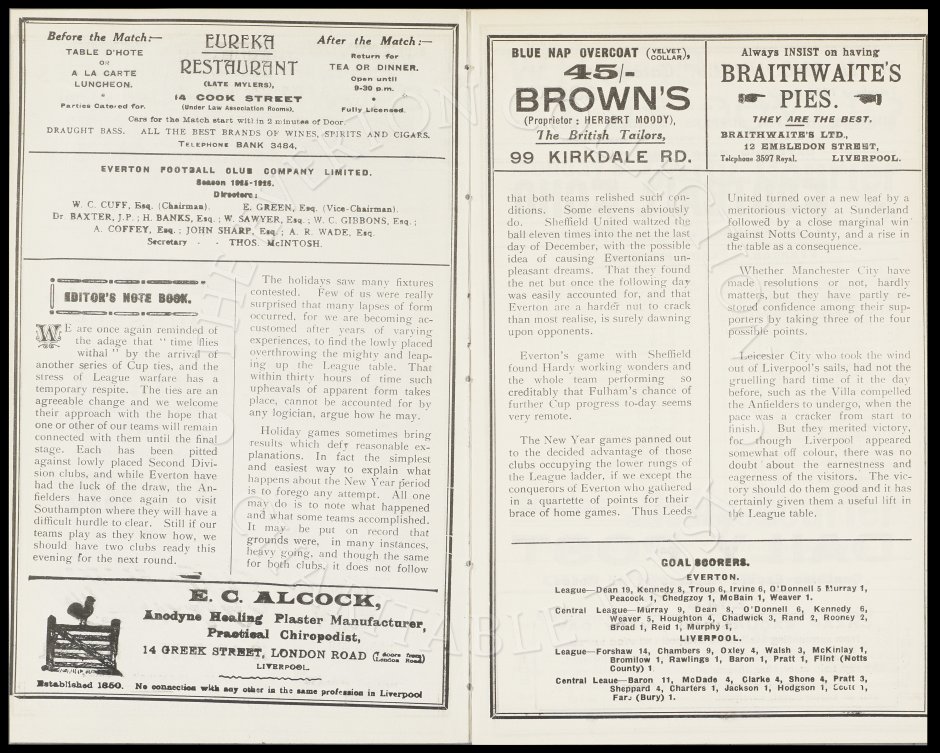 Before the Match:—
TABLE D'HOTE
OR
A LA CARTE
LUNCHEON.
Parties Catered for.
EUREKA
RESTAURANT
(LATE MYLERS),
14 COOK STREET
(Under Law Association Rooms).
After the Match:—
Return for
TEA OR DINNER.
Open until
9-30 p.m.
Fully Licensed.
Cars for the Match start within 2 minutes of Door.
DRAUGHT BASS. ALL THE BEST BRANDS OF WINES, SPIRITS AND CIGARS.
TELEPHONE BANK 3484.
EVERTON FOOTBALL CLUB COMPANY LIMITED.
Season 1925-1926.
Directors:
W. C. CUFF, Esq. (Chairman). E. GREEN, Esq. (Vice-Chairman).
Dr. BAXTER, J.P.; H. BANKS, Esq.; W. SAWYER, Esq.; W. C. GIBBONS, Esq.;
A. COFFEY, Esq.; JOHN SHARP, Esq.; A. R. WADE, Esq.
Secretary - - THOS. McINTOSH.
EDITOR'S NOTE BOOK.
WE are once again reminded of
the adage that "time flies
withal" by the arrival of
another series of Cup ties, and the
stress of League warfare has a
temporary respite. The ties are an
agreeable change and we welcome
their approach with the hope that
one or other of our teams will remain
connected with them until the final
stage. Each has been pitted
against lowly placed Second Divi-
sion clubs, and while Everton have
had the luck of the draw, the An-
fielders have once again to visit
Southampton where they will have a
difficult hurdle to clear. Still if our
teams play as they know how, we
should have two clubs ready this
evening for the next round.
The holidays saw many fixtures
contested. Few of us were really
surprised that many lapses of form
occurred, for we are becoming ac-
customed after years of varying
experiences, to find the lowly placed
overthrowing the mighty and leap-
ing up the League table. That
within thirty hours of time such
upheavals of apparent form takes
place, cannot be accounted for by
any logician, argue how he may.
Holiday games sometimes bring
results which defy reasonable ex-
planations. In fact the simplest
and easiest way to explain what
happens about the New Year period
is to forego any attempt. All one
may do is to note what happened
and what some teams accomplished.
It may be put on record that
grounds were, in many instances,
heavy going, and though the same
for both clubs, it does not follow
E. C. ALCOCK,
Anodyne Healing Plaster Manufacturer,
Practical Chiropodist,
14 GREEK STREET, LONDON ROAD (7 doors from London Road)
LIVERPOOL.
Established 1850. No connection with any other in the same profession in Liverpool
BLUE NAP OVERCOAT (VELVET COLLAR),
45/-
BROWN'S
(Proprietor: HERBERT MOODY),
The British Tailors,
99 KIRKDALE RD.
Always INSIST on having
BRAITHWAITE'S
PIES.
THEY ARE THE BEST.
BRAITHWAITE'S LTD.,
12 EMBLEDON STREET,
Telephone 3597 Royal. LIVERPOOL.
that both teams relished such con-
ditions. Some elevens abviously
do. Sheffield United waltzed the
ball eleven times into the net the last
day of December, with the possible
idea of causing Evertonians un-
pleasant dreams. That they found
the net but once the following day
was easily accounted for, and that
Everton are a harder nut to crack
than most realise, is surely dawning
upon opponents.
Everton's game with Sheffield
found Hardy working wonders and
the whole team performing so
creditably that Fulham's chance of
further Cup progress to-day seems
very remote.
The New Year games panned out
to the decided advantage of those
clubs occupying the lower rungs of
the League ladder, if we except the
conquerors of Everton who gathered
in a quartette of points for their
brace of home games. Thus Leeds
United turned over a new leaf by a
meritorious victory at Sunderland
followed by a close marginal win
against Notts County, and a rise in
the table as a consequence.
Whether Manchester City have
made resolutions or not, hardly
matters, but they have partly re-
stored confidence among their sup-
porters by taking three of the four
possible points.
Leicester City who took the wind
out of Liverpool's sails, had not the
gruelling hard time of it the day
before, such as the Villa compelled
the Anfielders to undergo, when the
pace was a cracker from start to
finish. But they merited victory,
for though Liverpool appeared
somewhat off colour, there was no
doubt about the earnestness and
eagerness of the visitors. The vic-
tory should do them good and it has
certainly given them a useful lift in
the League table.
GOAL SCORERS.
EVERTON.
League—Dean 19, Kennedy 8, Troup 6, Irvine 6, O'Donnell 5 Murray 1,
Peacock 1, Chedgzoy 1, McBain 1, Weaver 1.
Central League—Murray 9, Dean 8, O'Donnell 6, Kennedy 6,
Weaver 5, Houghton 4, Chadwick 3, Rand 2, Rooney 2,
Broad 1, Reid 1, Murphy 1.
LIVERPOOL.
League—Forshaw 14, Chambers 9, Oxley 4, Walsh 3, McKinlay 1,
Bromilow 1, Rawlings 1, Baron 1, Pratt 1, Flint (Notts
County) 1
Central Leaue—Baron 11, McDade 4, Clarke 4, Shone 4, Pratt 3,
Sheppard 4, Charters 1, Jackson 1, Hodgson 1, Scott 1,
(Bury) 1.